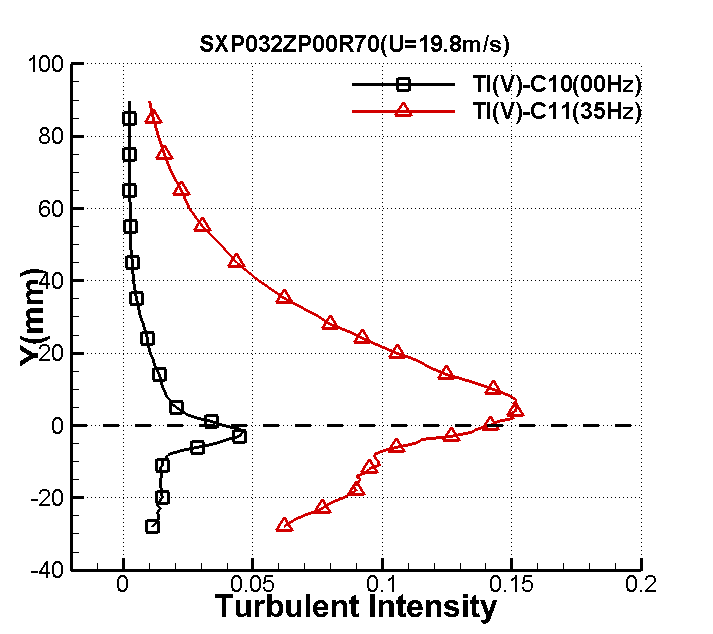 SXP032ZP00R70(U=19.8m/s)
TI(V)-C10(00Hz)
TI(V)-C11(35Hz)
100
80
60
40
20
0
-20
-40
Y(mm)
0 0.05 0.1 0.15 0.2
Turbulent Intensity